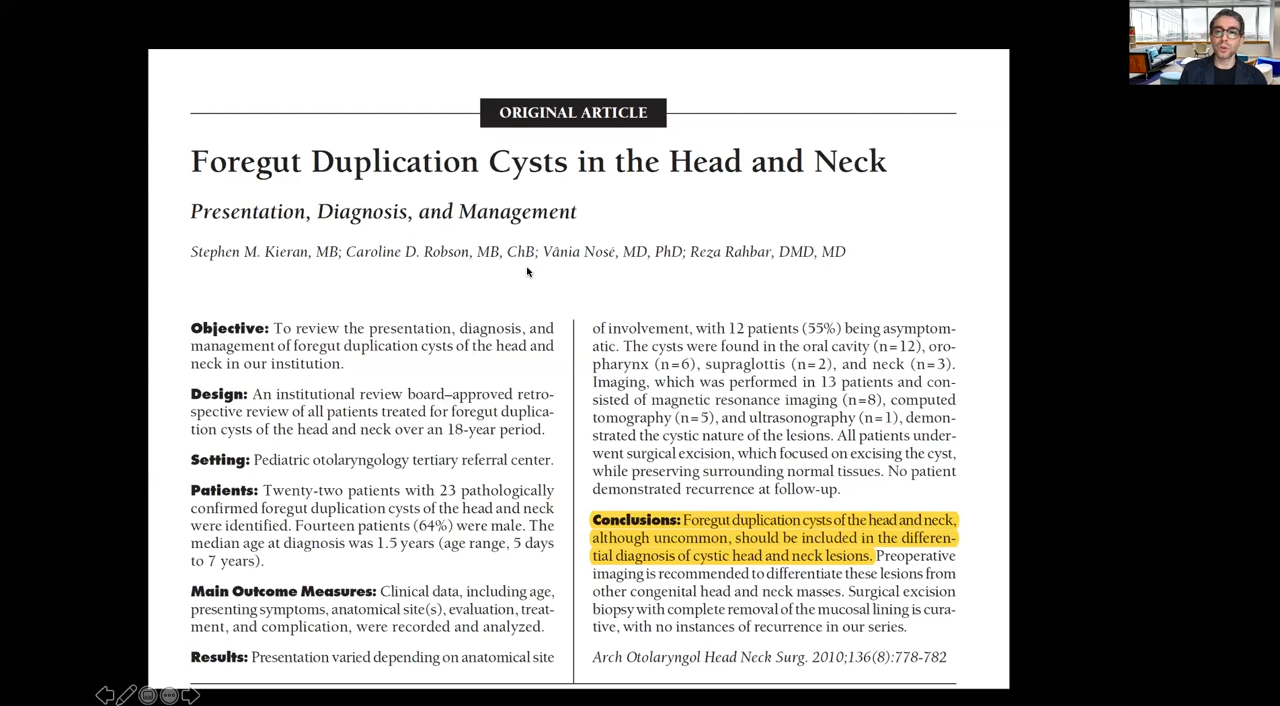 ORIGINAL ARTICLE
Foregut Duplication Cysts in the Head and Neck
Presentation, Diagnosis, and Management
Stephen M. Kieran, MB; Caroline D. Robson, MB, ChB; Vânia Nosé, MD, PhD; Reza Rahbar, DMD, MD
Objective: To review the presentation, diagnosis, and
management of foregut duplication cysts of the head and
neck in our institution.
Design: An institutional review board–approved retro-
spective review of all patients treated for foregut duplica-
tion cysts of the head and neck over an 18-year period.
Setting: Pediatric otolaryngology tertiary referral center.
Patients: Twenty-two patients with 23 pathologically
confirmed foregut duplication cysts of the head and neck
were identified. Fourteen patients (64%) were male. The
median age at diagnosis was 1.5 years (age range, 5 days
to 7 years).
Main Outcome Measures: Clinical data, including age,
presenting symptoms, anatomical site(s), evaluation, treat-
ment, and complication, were recorded and analyzed.
Results: Presentation varied depending on anatomical site
of involvement, with 12 patients (55%) being asymptom-
atic. The cysts were found in the oral cavity (n=12), oro-
pharynx (n=6), supraglottis (n=2), and neck (n=3).
Imaging, which was performed in 13 patients and con-
sisted of magnetic resonance imaging (n=8), computed
tomography (n=5), and ultrasonography (n=1), demon-
strated the cystic nature of the lesions. All patients under-
went surgical excision, which focused on excising the cyst,
while preserving surrounding normal tissues. No patient
demonstrated recurrence at follow-up.
Conclusions: Foregut duplication cysts of the head and neck,
although uncommon, should be included in the differen-
tial diagnosis of cystic head and neck lesions. Preoperative
imaging is recommended to differentiate these lesions from
other congenital head and neck masses. Surgical excision
biopsy with complete removal of the mucosal lining is cura-
tive, with no instances of recurrence in our series.
Arch Otolaryngol Head Neck Surg. 2010;136(8):778-782